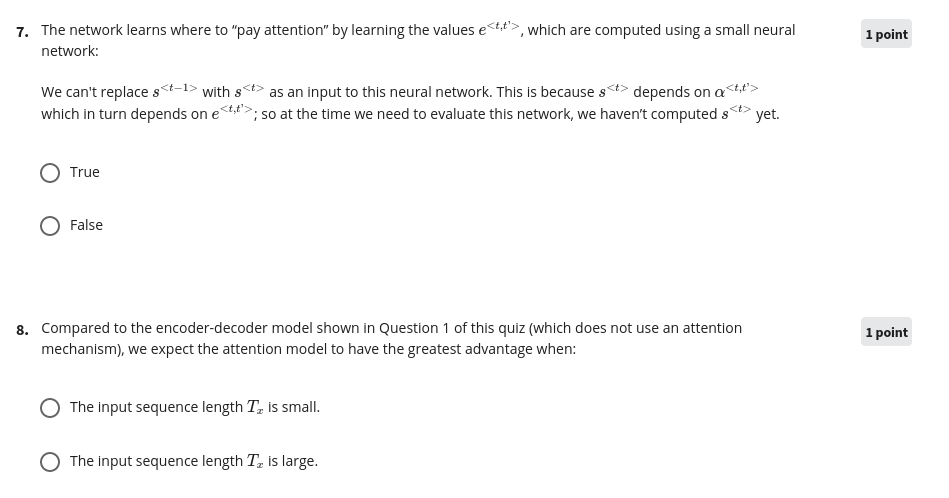 7. The network learns where to “pay attention” by learning the values e^{<t,t'>}, which are computed using a small neural
1 point
network:
We can't replace s^{<t−1>} with s^{<t>} as an input to this neural network. This is because s^{<t>} depends on α^{<t,t'>}
which in turn depends on e^{<t,t'>}; so at the time we need to evaluate this network, we haven’t computed s^{<t>} yet.
True
False
8. Compared to the encoder-decoder model shown in Question 1 of this quiz (which does not use an attention
1 point
mechanism), we expect the attention model to have the greatest advantage when:
The input sequence length T_x is small.
The input sequence length T_x is large.